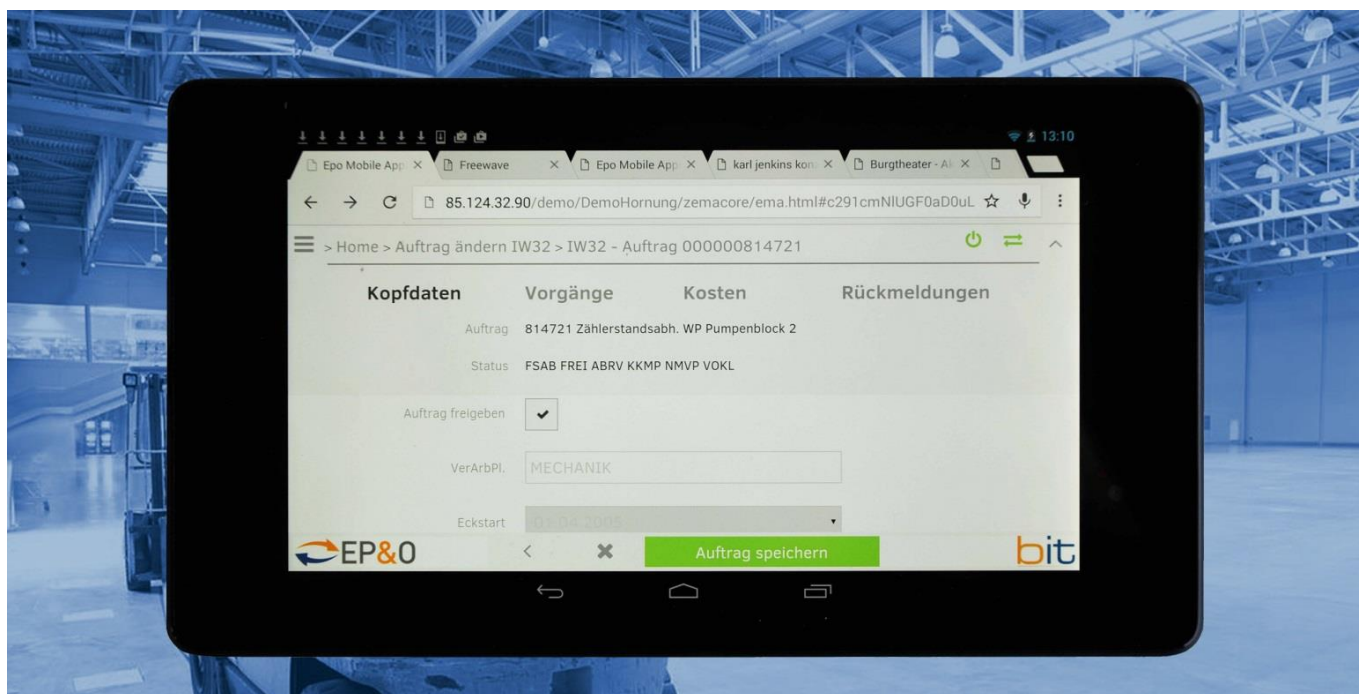 13:10
Epo Mobile App
Freewave
Epo Mobile App
karl jenkins kon
Burgtheater - Ak
85.124.32.90/demo/DemoHornung/zemacore/ema.html#c291cmNlUGF0aD0uL
> Home > Auftrag ändern IW32 > IW32 - Auftrag 000000814721
Kopfdaten Vorgänge Kosten Rückmeldungen
Auftrag 814721 Zählerstandsabh. WP Pumpenblock 2
Status FSAB FREI ABRV KKMP NMVP VOKL
Auftrag freigeben
VerArbPl. MECHANIK
Eckstart 01.04.2005
EP&O Auftrag speichern bit